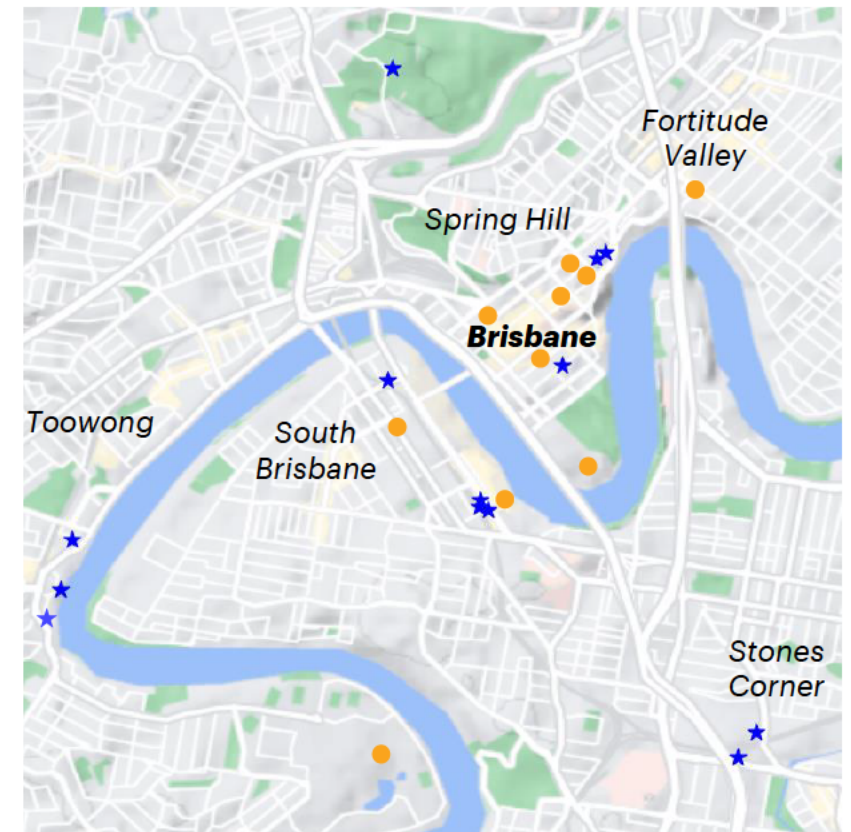 Fortitude
Valley
Spring Hill
Brisbane
Toowong
South
Brisbane
Stones
Corner